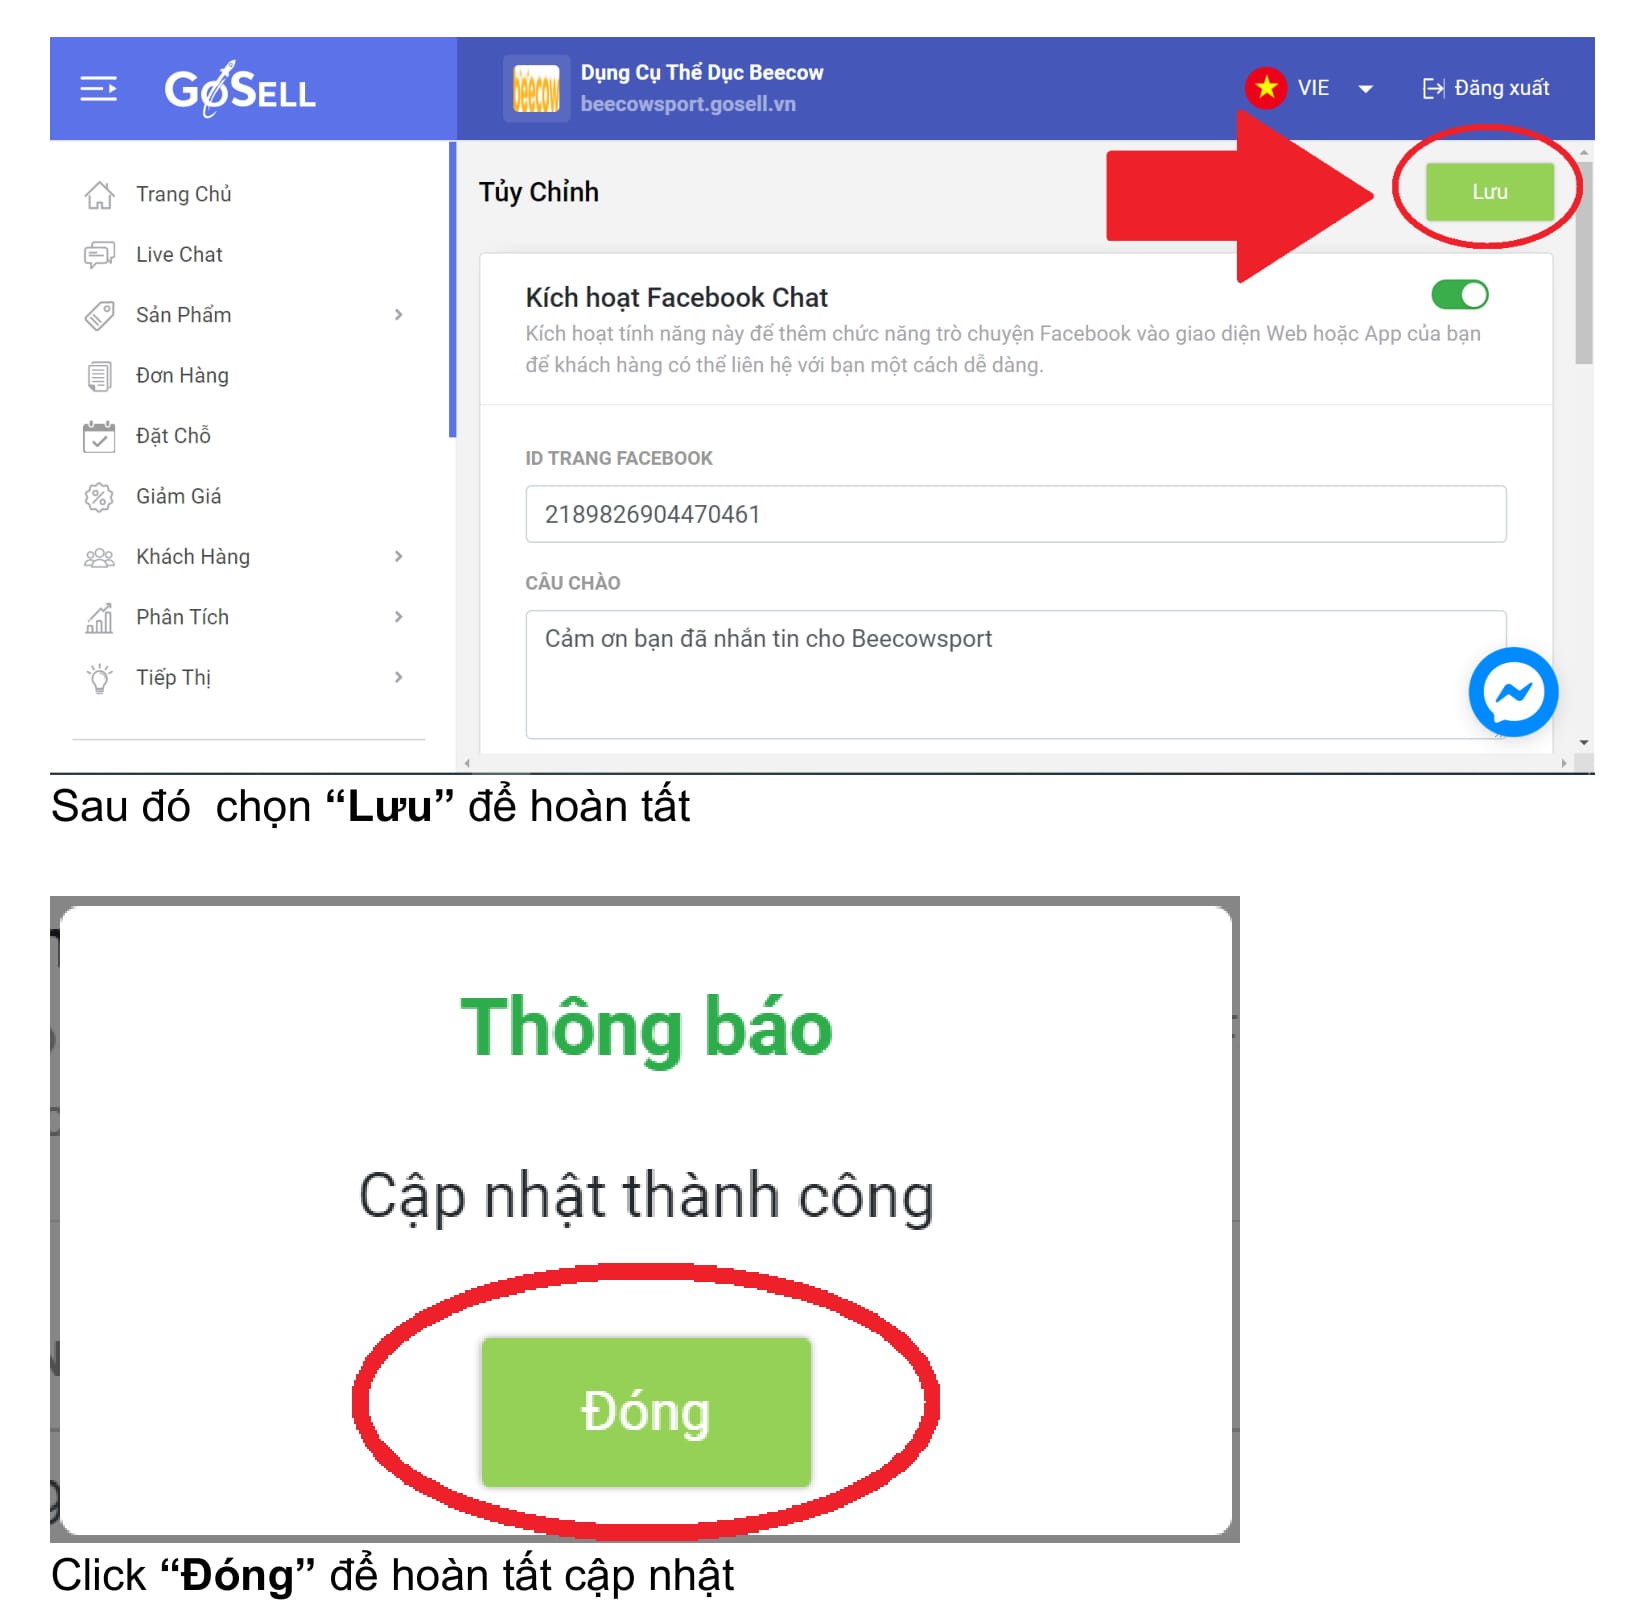 GoSELL
Dụng Cụ Thể Dục Beecow
beecowsport.gosell.vn
VIE
Đăng xuất
beecow
Trang Chủ
Live Chat
Sản Phẩm
Đơn Hàng
Đặt Chỗ
Giảm Giá
Khách Hàng
Phân Tích
Tiếp Thị
Tủy Chỉnh
Lưu
Kích hoạt Facebook Chat
Kích hoạt tính năng này để thêm chức năng trò chuyện Facebook vào giao diện Web hoặc App của bạn
để khách hàng có thể liên hệ với bạn một cách dễ dàng.
ID TRANG FACEBOOK
2189826904470461
CÂU CHÀO
Cảm ơn bạn đã nhắn tin cho Beecowsport
Sau đó  chọn “Lưu” để hoàn tất
Thông báo
Cập nhật thành công
Đóng
Click “Đóng” để hoàn tất cập nhật